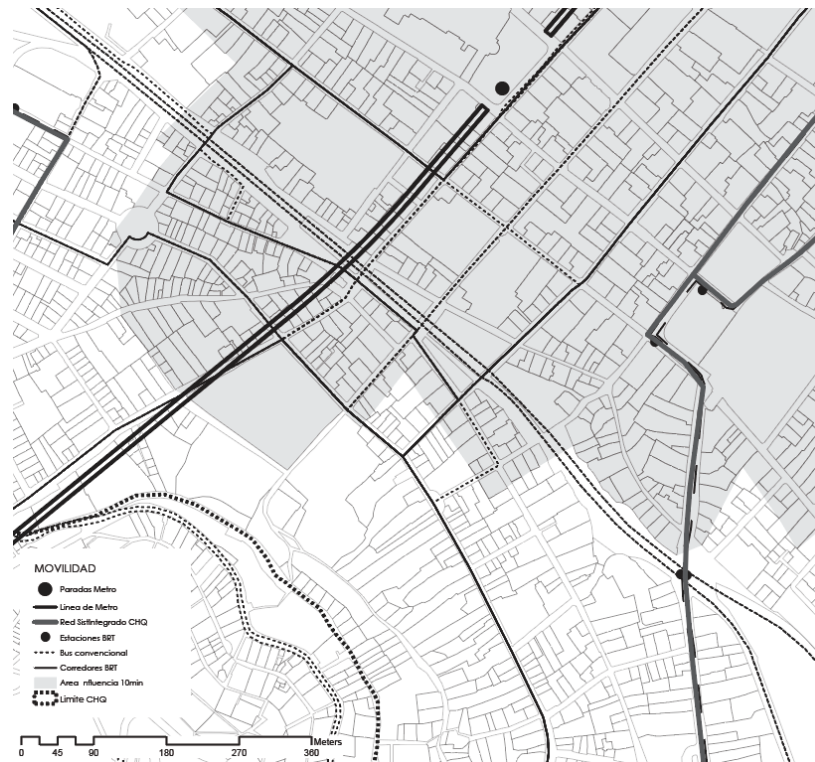 MOVILIDAD
Paradas Metro
Linea de Metro
Red SistIntegrado CHQ
Estaciones BRT
Bus convencional
Corredores BRT
Area nfluencia 10min
Limite CHQ
Meters
0 45 90 180 270 360